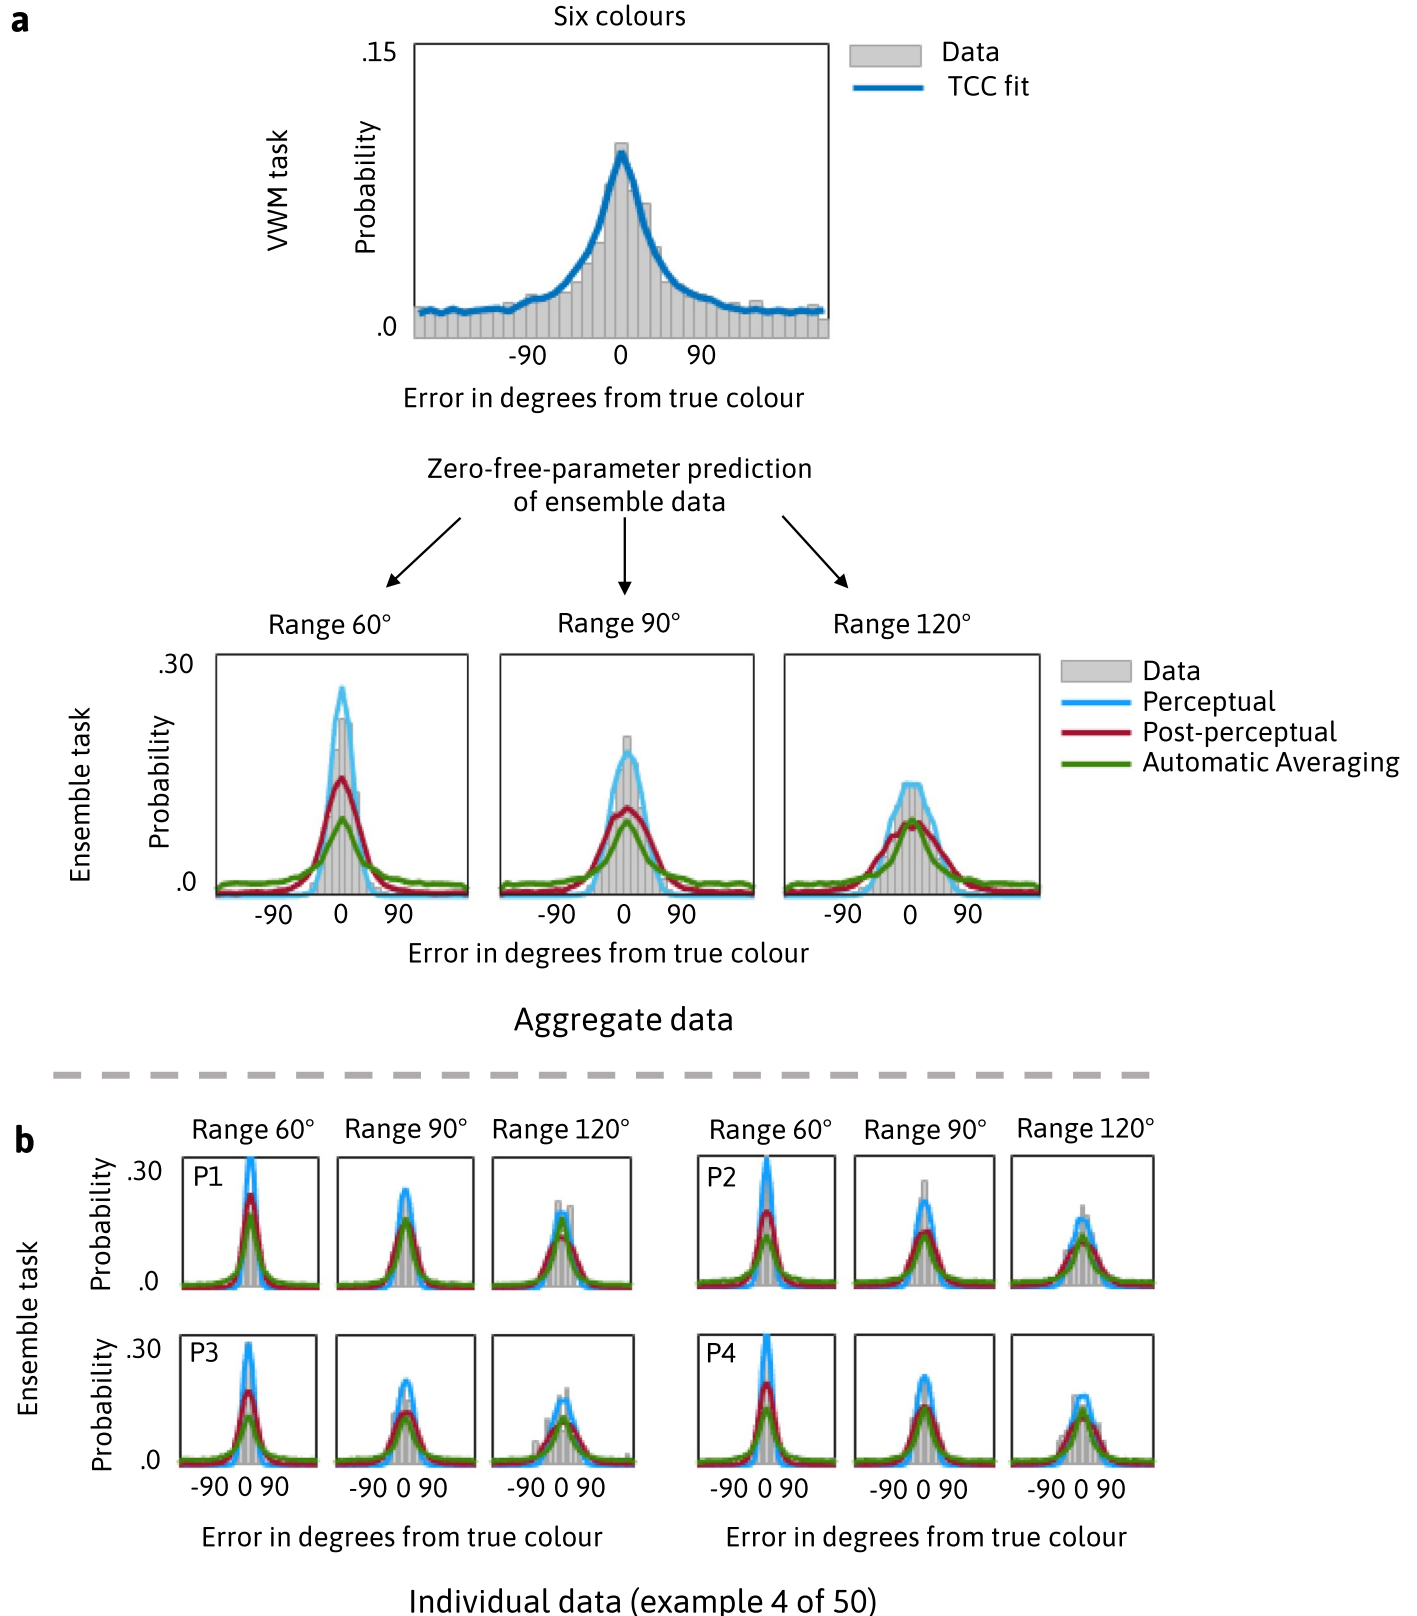 a
Six colours
.15
Data
TCC fit
VWM task
Probability
.0
-90 0 90
Error in degrees from true colour
Zero-free-parameter prediction
of ensemble data
Range 60° Range 90° Range 120°
.30
Data
Perceptual
Post-perceptual
Automatic Averaging
Ensemble task
Probability
.0
-90 0 90 -90 0 90 -90 0 90
Error in degrees from true colour
Aggregate data
b
Range 60° Range 90° Range 120° Range 60° Range 90° Range 120°
.30
P1
P2
Probability
.0
Ensemble task
.30
P3
P4
Probability
.0
-90 0 90 -90 0 90 -90 0 90 -90 0 90 -90 0 90 -90 0 90
Error in degrees from true colour Error in degrees from true colour
Individual data (example 4 of 50)